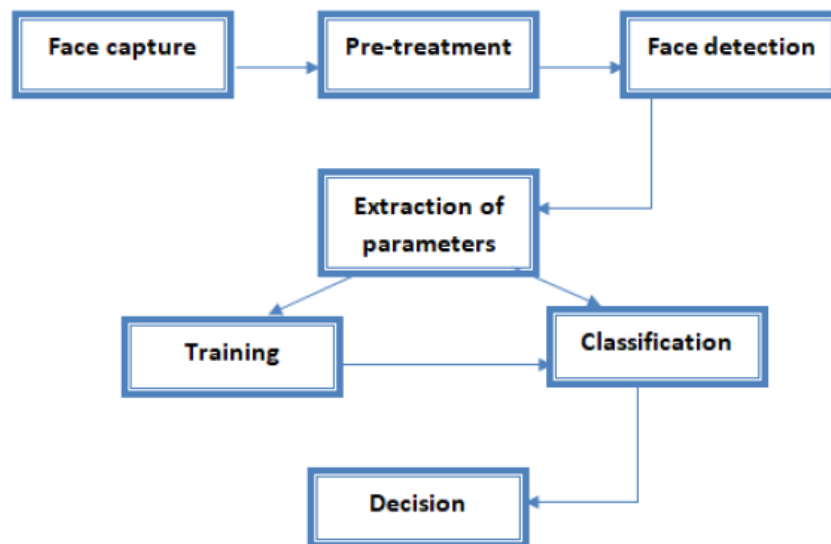 Face capture
Pre-treatment
Face detection
Extraction of
parameters
Training
Classification
Decision